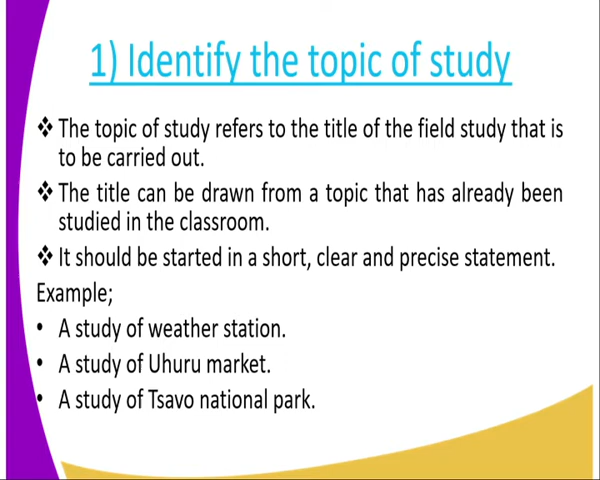 1) Identify the topic of study
❖ The topic of study refers to the title of the field study that is
to be carried out.
❖ The title can be drawn from a topic that has already been
studied in the classroom.
❖ It should be started in a short, clear and precise statement.
Example;
• A study of weather station.
• A study of Uhuru market.
• A study of Tsavo national park.